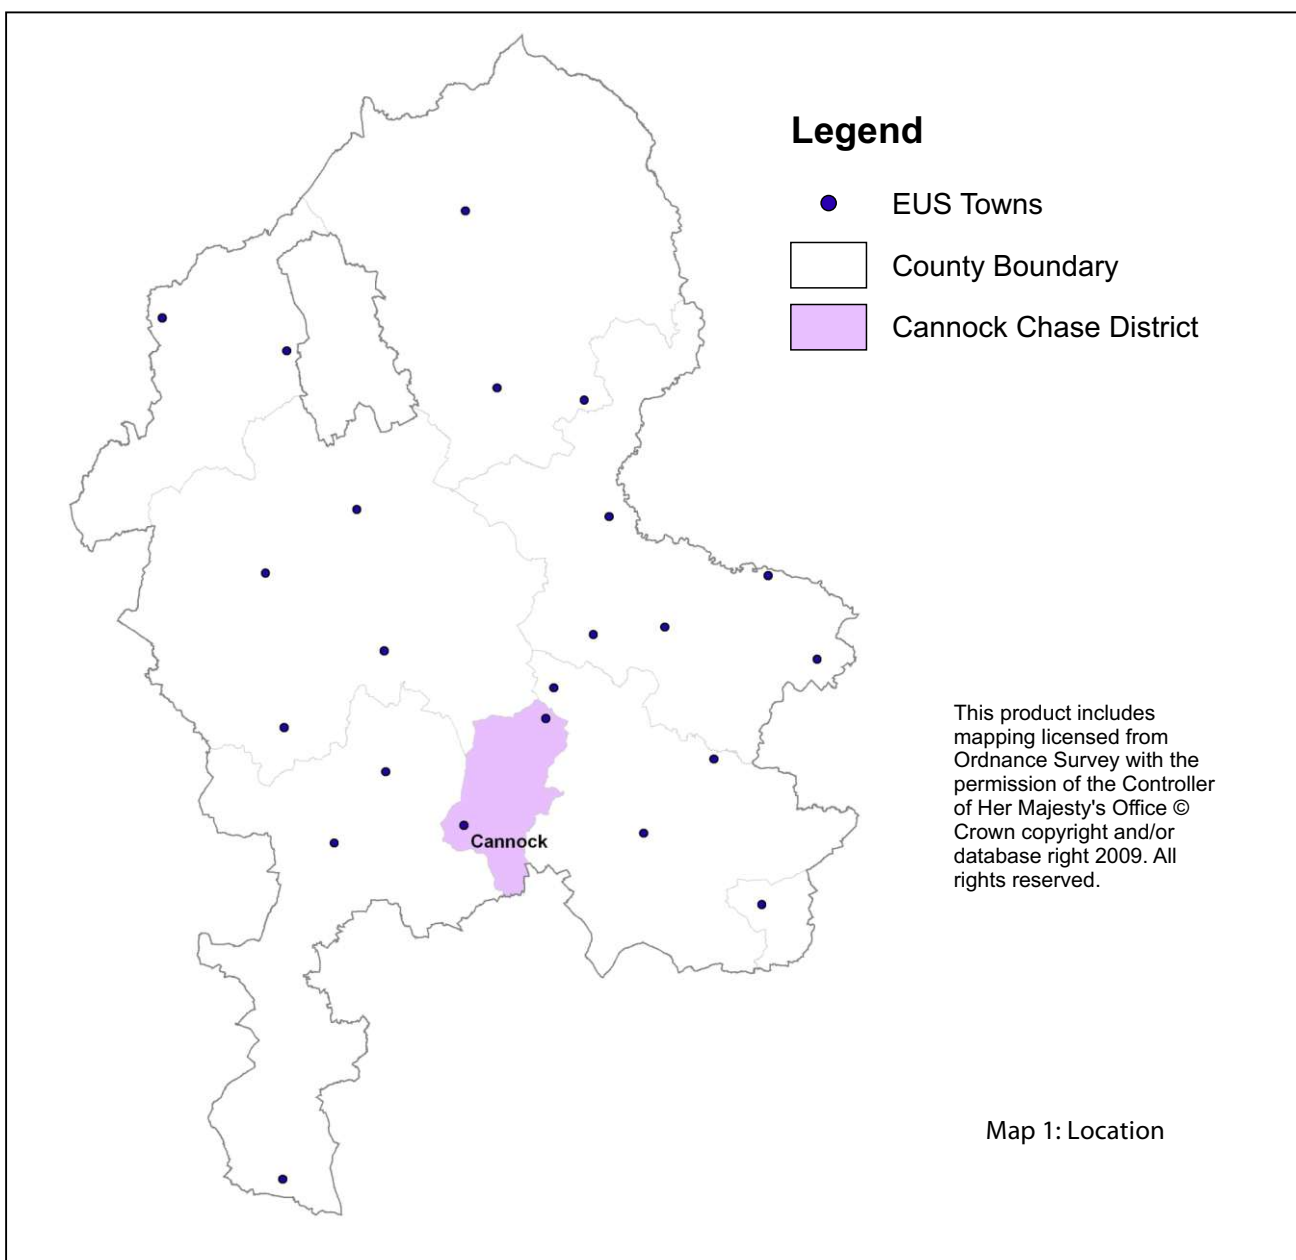 Legend
EUS Towns
County Boundary
Cannock Chase District
This product includes
mapping licensed from
Ordnance Survey with the
permission of the Controller
of Her Majesty's Office ©
Crown copyright and/or
database right 2009. All
rights reserved.
Cannock
Map 1: Location